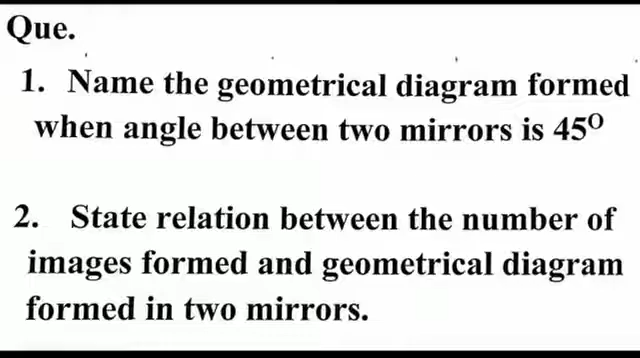 Que.
1. Name the geometrical diagram formed
when angle between two mirrors is 45⁰
2. State relation between the number of
images formed and geometrical diagram
formed in two mirrors.